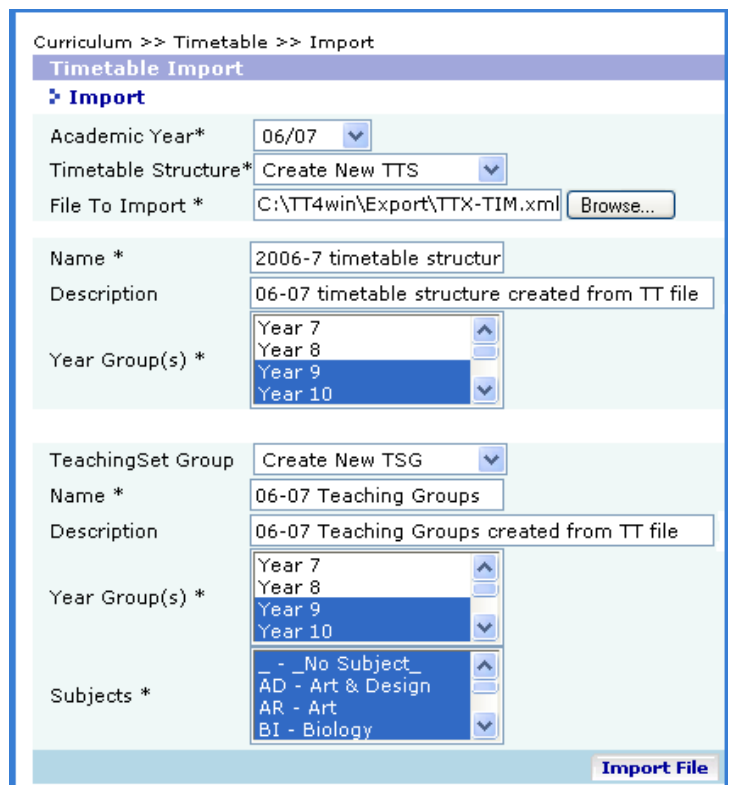 Curriculum >> Timetable >> Import
Timetable Import
Import
Academic Year* 06/07
Timetable Structure* Create New TTS
File To Import * C:\TT4win\Export\TTX-TIM.xml Browse...
Name * 2006-7 timetable structur
Description 06-07 timetable structure created from TT file
Year Group(s) * Year 7
Year 8
Year 9
Year 10
TeachingSet Group Create New TSG
Name * 06-07 Teaching Groups
Description 06-07 Teaching Groups created from TT file
Year Group(s) * Year 7
Year 8
Year 9
Year 10
Subjects * _ - _No Subject_
AD - Art & Design
AR - Art
BI - Biology
Import File